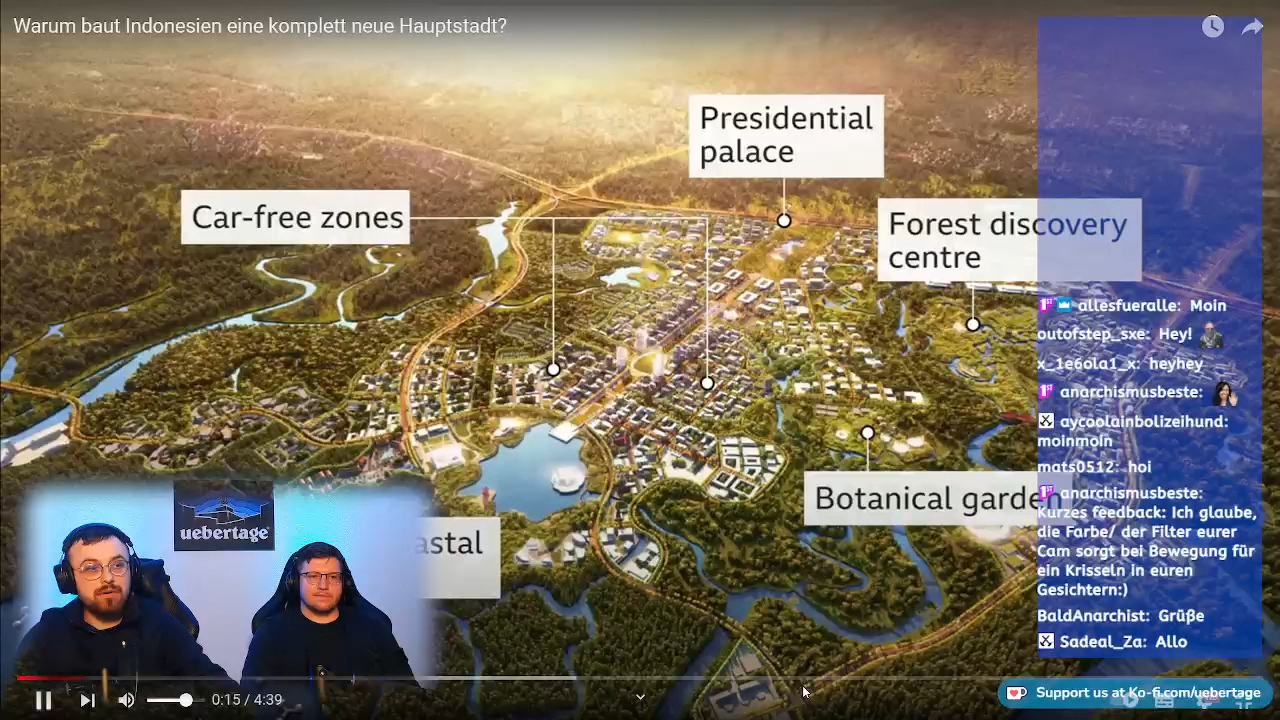 Warum baut Indonesien eine komplett neue Hauptstadt?
Presidential
palace
Car-free zones
Forest discovery
centre
Botanical garden
astal
uebertage
allesfueralle: Moin
outofstep_sxe: Hey!
x_1e6ola1_x: heyhey
anarchismusbeste:
aycoolainbolizeihund:
moinmoin
mats0512: hoi
anarchismusbeste:
Kurzes feedback: Ich glaube,
die Farbe/ der Filter eurer
Cam sorgt bei Bewegung für
ein Krisseln in euren
Gesichtern:)
BaldAnarchist: Grüße
Sadeal_Za: Allo
0:15 / 4:39
Support us at Ko-fi.com/uebertage